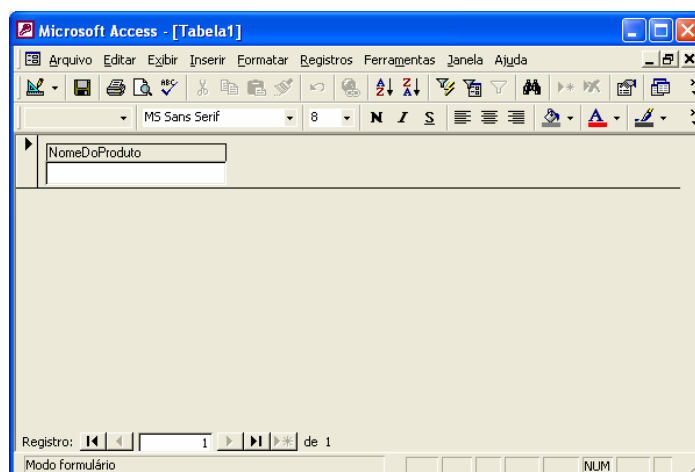 Microsoft Access - [Tabela1]
Arquivo Editar Exibir Inserir Formatar Registros Ferramentas Janela Ajuda
MS Sans Serif 8 N I S A
NomeDoProduto
Registro: 1 de 1
Modo formulário NUM